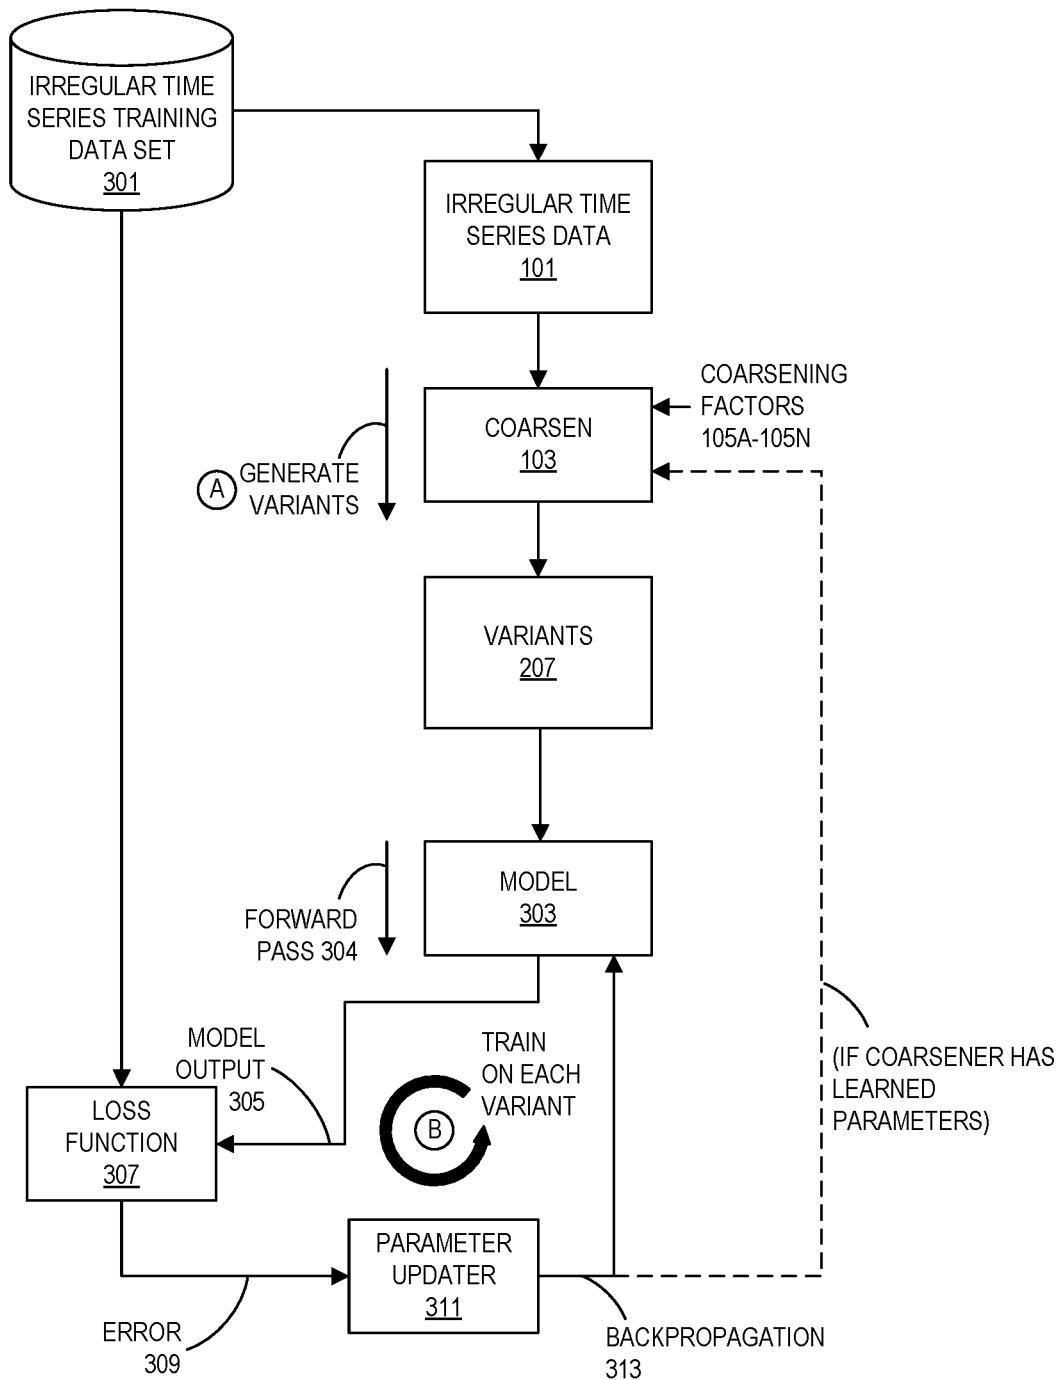 IRREGULAR TIME
SERIES TRAINING
DATA SET
301
IRREGULAR TIME
SERIES DATA
101
COARSENING
FACTORS
105A-105N
COARSEN
103
A
GENERATE
VARIANTS
VARIANTS
207
MODEL
303
FORWARD
PASS 304
MODEL
OUTPUT
305
TRAIN
ON EACH
VARIANT
B
(IF COARSENER HAS
LEARNED
PARAMETERS)
LOSS
FUNCTION
307
PARAMETER
UPDATER
311
ERROR
309
BACKPROPAGATION
313